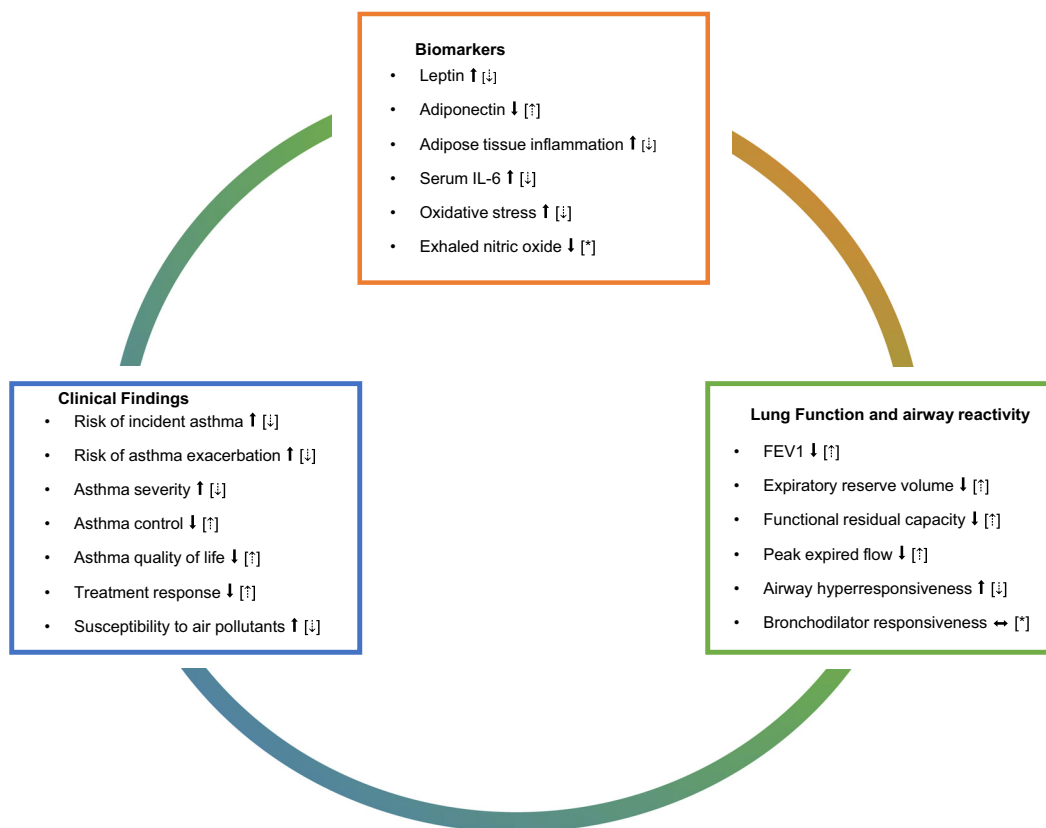 Biomarkers
• Leptin ⬆ [⇣]
• Adiponectin ⬇ [⇡]
• Adipose tissue inflammation ⬆ [⇣]
• Serum IL-6 ⬆ [⇣]
• Oxidative stress ⬆ [⇣]
• Exhaled nitric oxide ⬇ [*]
Clinical Findings
• Risk of incident asthma ⬆ [⇣]
• Risk of asthma exacerbation ⬆ [⇣]
• Asthma severity ⬆ [⇣]
• Asthma control ⬇ [⇡]
• Asthma quality of life ⬇ [⇡]
• Treatment response ⬇ [⇡]
• Susceptibility to air pollutants ⬆ [⇣]
Lung Function and airway reactivity
• FEV1 ⬇ [⇡]
• Expiratory reserve volume ⬇ [⇡]
• Functional residual capacity ⬇ [⇡]
• Peak expired flow ⬇ [⇡]
• Airway hyperresponsiveness ⬆ [⇣]
• Bronchodilator responsiveness ⬌ [*]